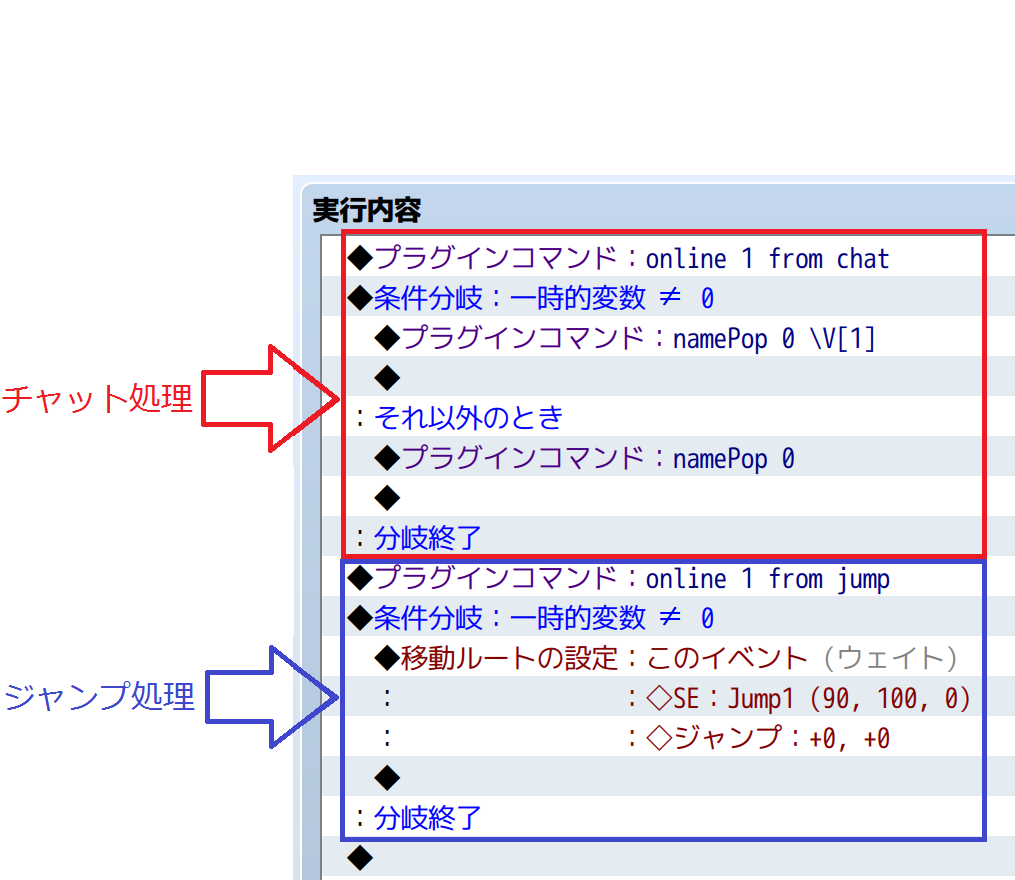 実行内容
◆プラグインコマンド：online 1 from chat
◆条件分岐：一時的変数 ≠ 0
◆プラグインコマンド：namePop 0 \V[1]
◆
チャット処理
：それ以外のとき
◆プラグインコマンド：namePop 0
◆
：分岐終了
◆プラグインコマンド：online 1 from jump
◆条件分岐：一時的変数 ≠ 0
◆移動ルートの設定：このイベント (ウェイト)
ジャンプ処理
：　：◇SE：Jump1 (90, 100, 0)
：　：◇ジャンプ：+0, +0
◆
：分岐終了
◆